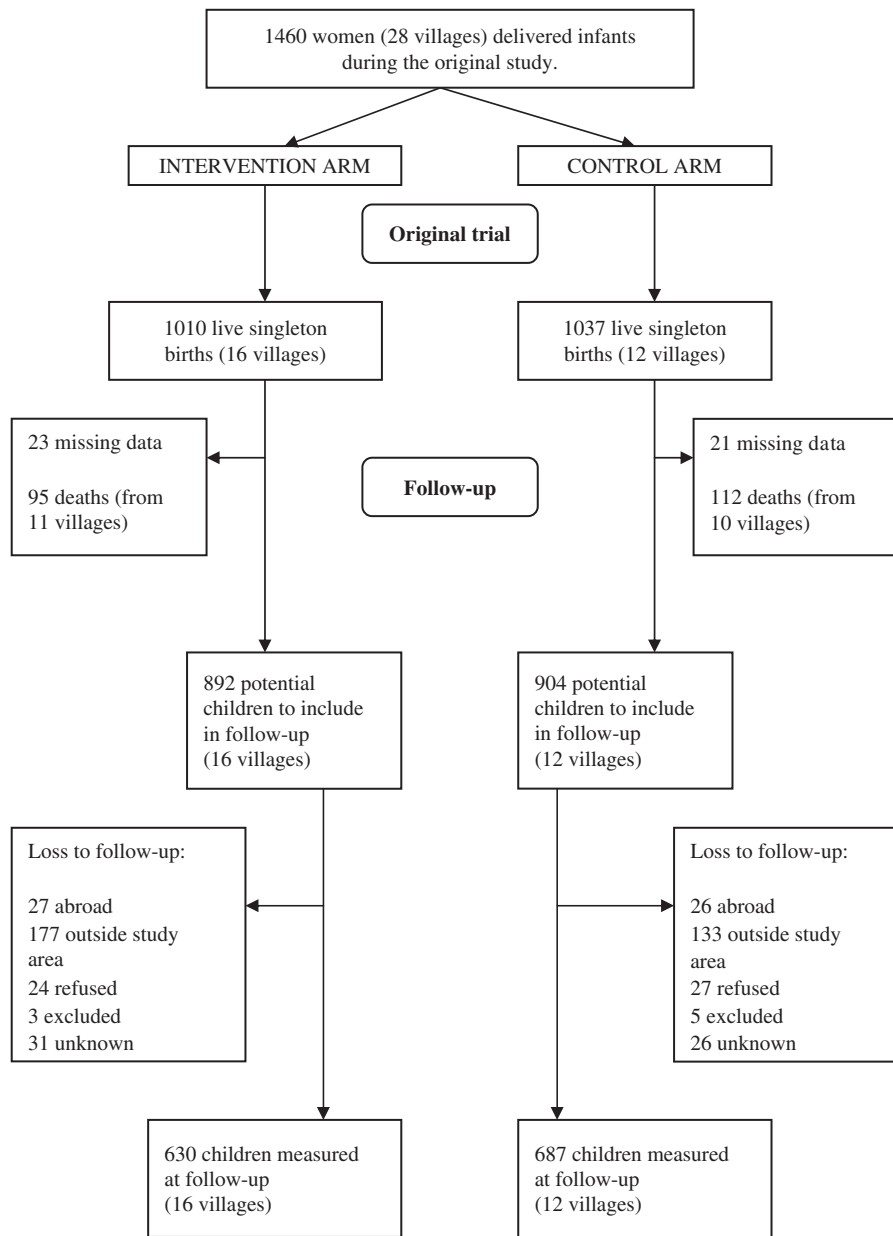 1460 women (28 villages) delivered infants
during the original study.
INTERVENTION ARM
CONTROL ARM
Original trial
1010 live singleton
births (16 villages)
1037 live singleton
births (12 villages)
23 missing data
95 deaths (from
11 villages)
Follow-up
21 missing data
112 deaths (from
10 villages)
892 potential
children to include
in follow-up
(16 villages)
904 potential
children to include
in follow-up
(12 villages)
Loss to follow-up:
27 abroad
177 outside study
area
24 refused
3 excluded
31 unknown
Loss to follow-up:
26 abroad
133 outside study
area
27 refused
5 excluded
26 unknown
630 children measured
at follow-up
(16 villages)
687 children measured
at follow-up
(12 villages)